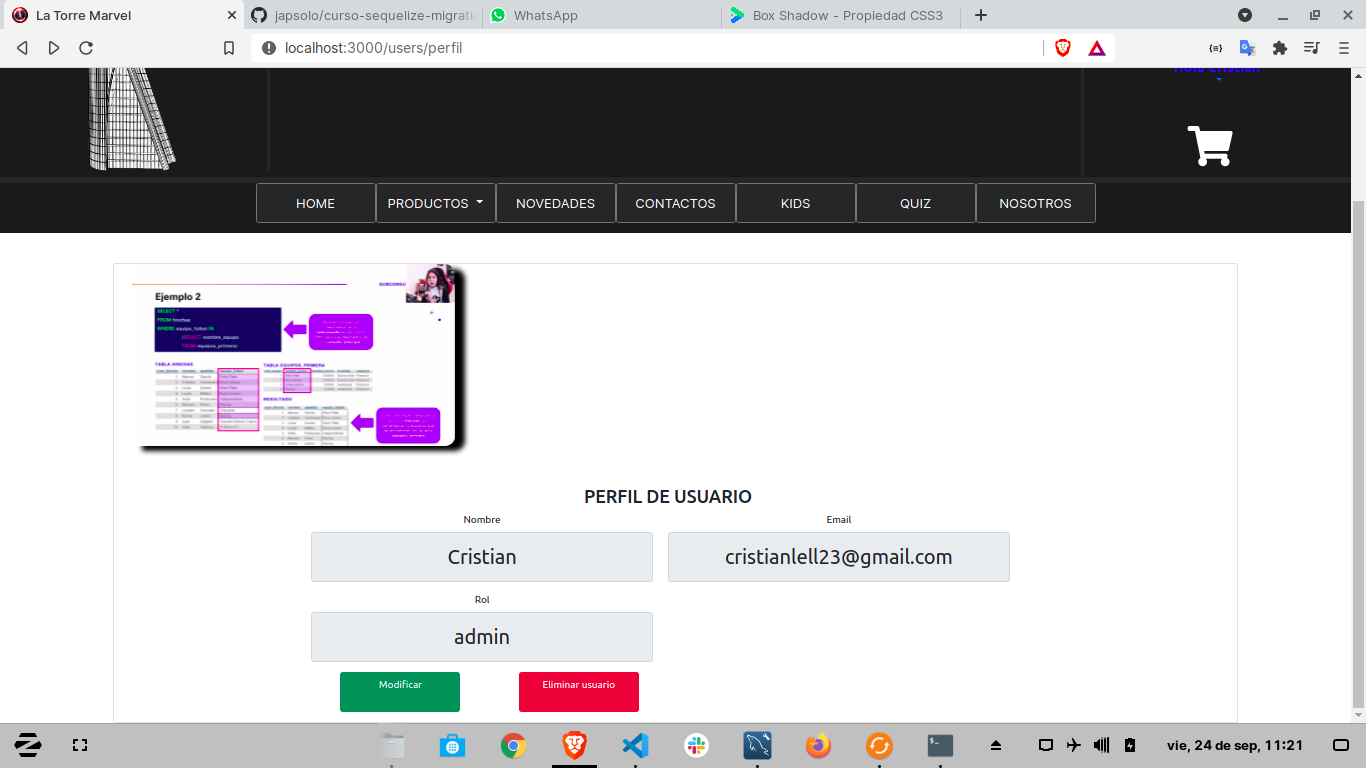 La Torre Marvel
japsolo/curso-sequelize-migratio
WhatsApp
Box Shadow - Propiedad CSS3
localhost:3000/users/perfil
Hola Cristian
HOME
PRODUCTOS
NOVEDADES
CONTACTOS
KIDS
QUIZ
NOSOTROS
SUBCONSU
Ejemplo 2
SELECT *
FROM hinchas
WHERE equipo_futbol IN
(SELECT nombre_equipo
FROM equipos_primera)
TABLA HINCHAS
TABLA EQUIPOS_PRIMERA
RESULTADO
PERFIL DE USUARIO
Nombre
Email
Cristian
cristianlell23@gmail.com
Rol
admin
Modificar
Eliminar usuario
vie, 24 de sep, 11:21